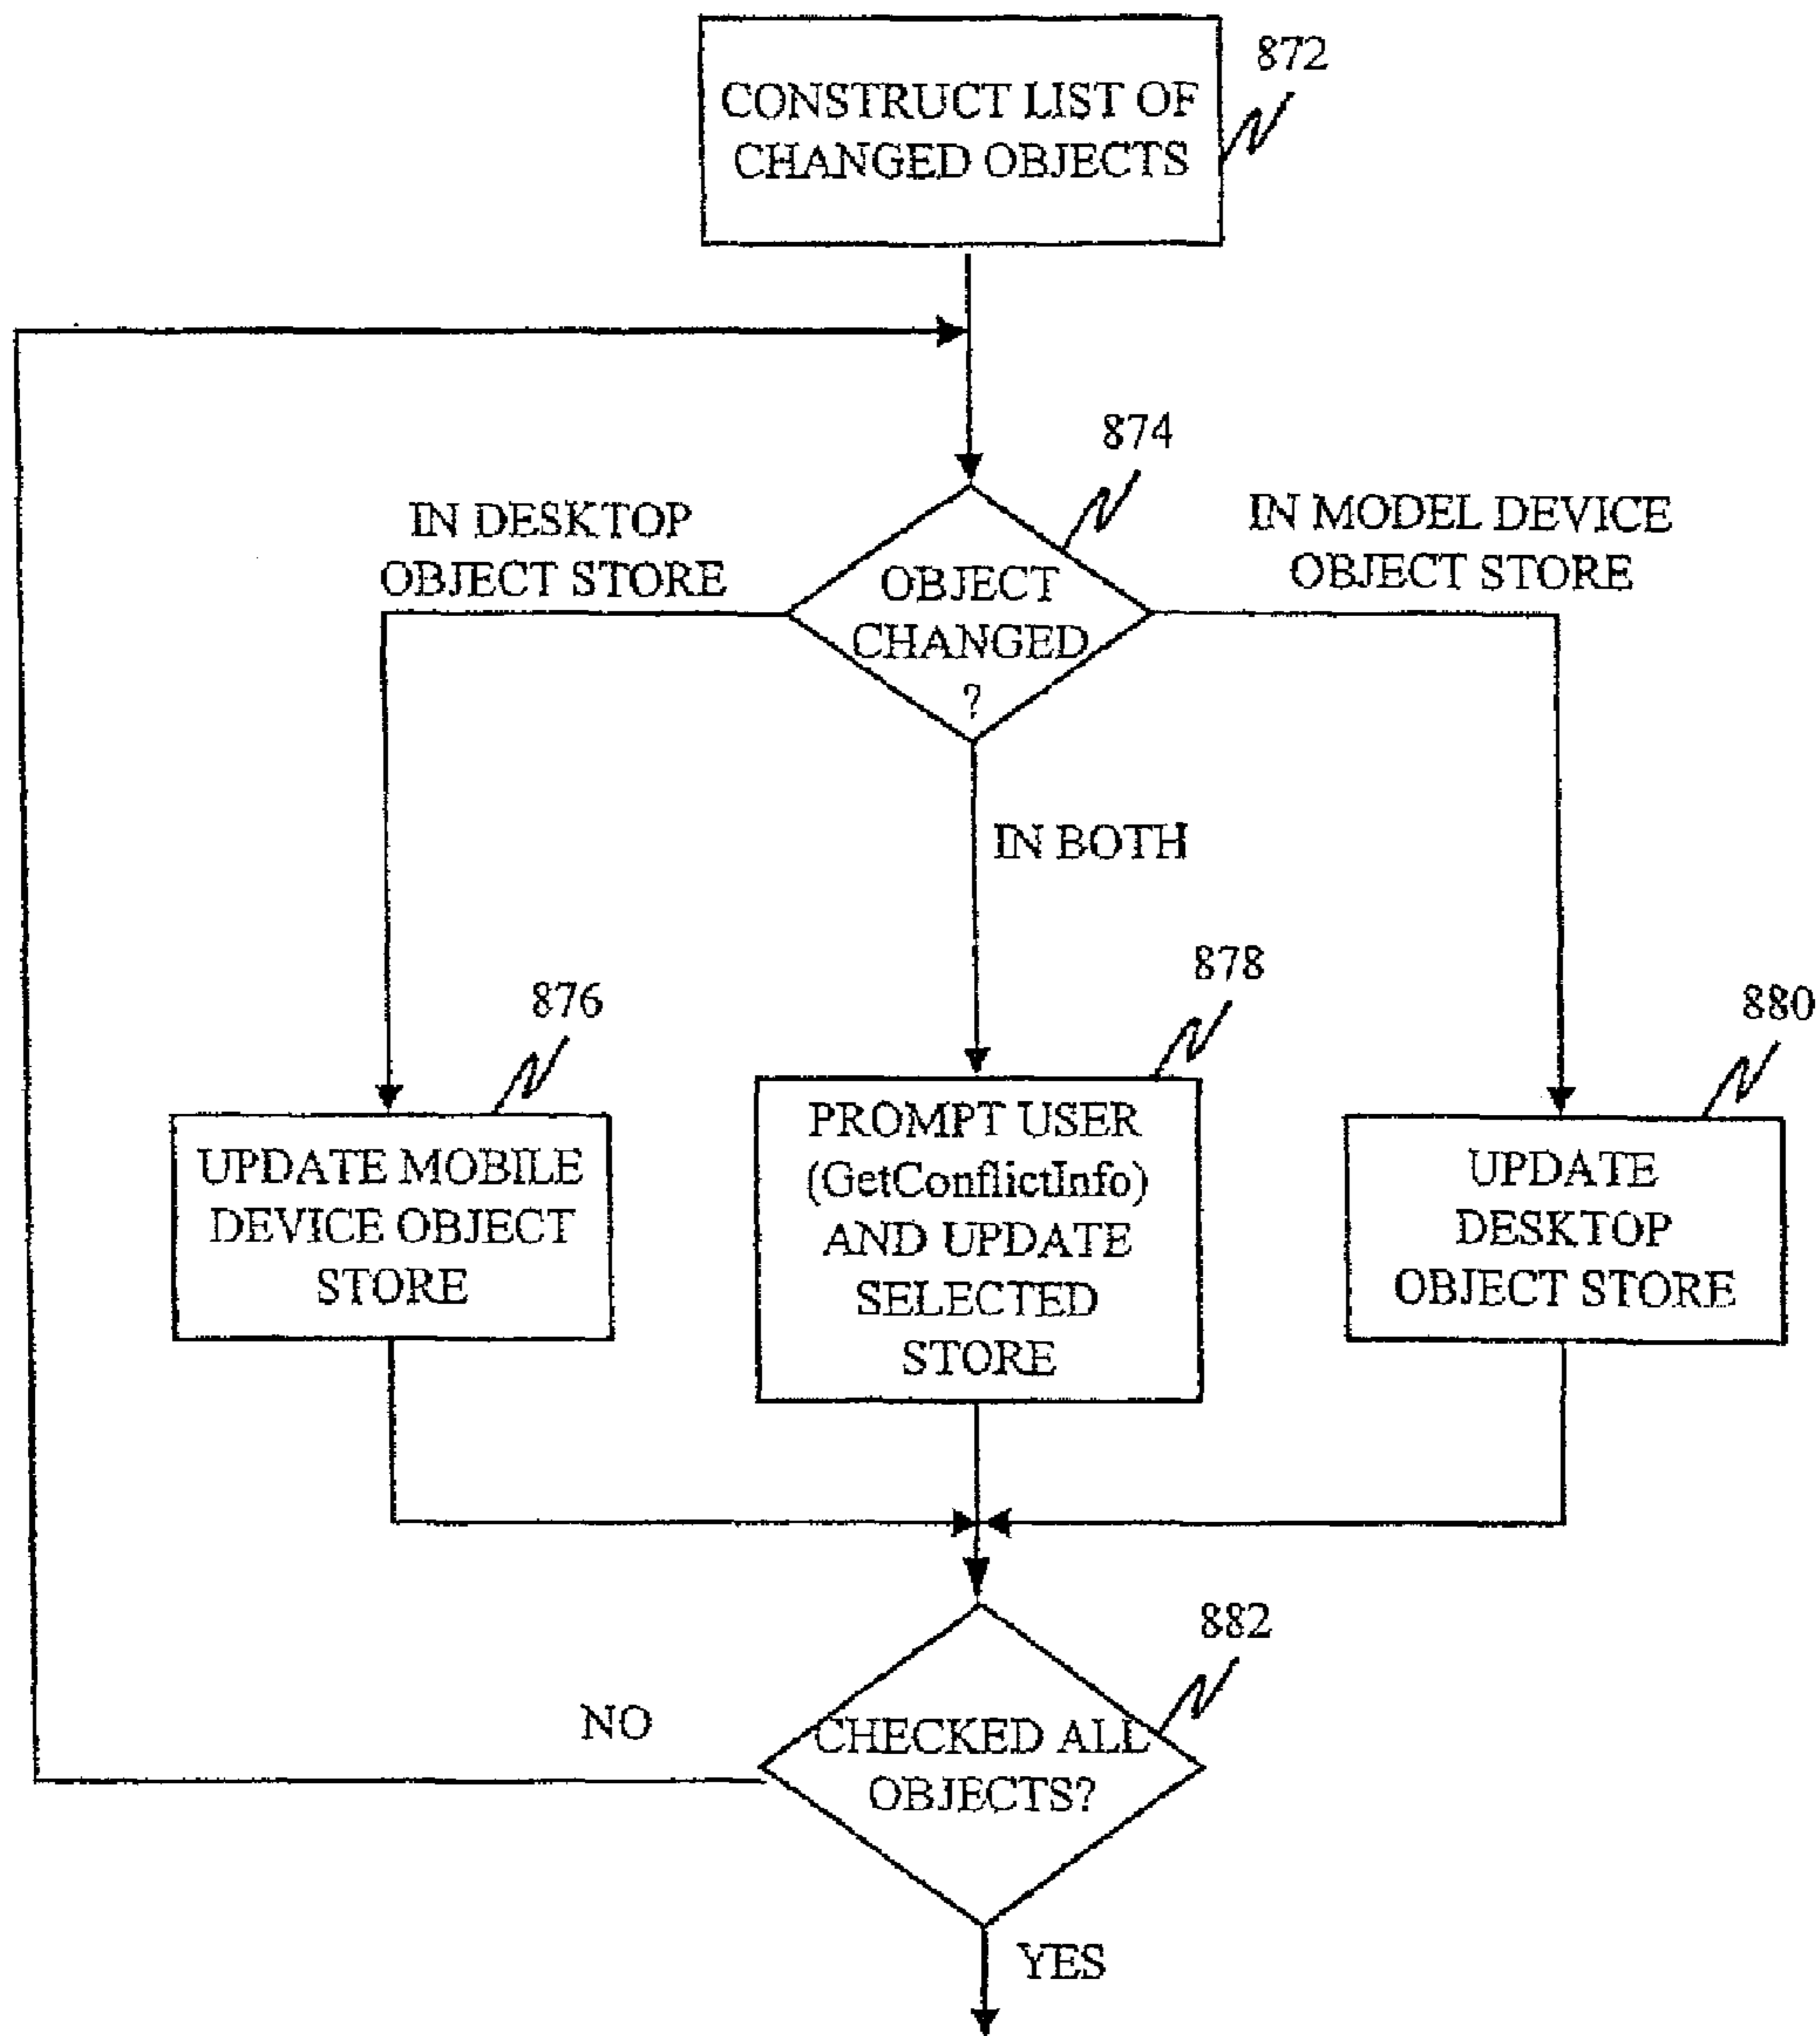 872
CONSTRUCT LIST OF
CHANGED OBJECTS
874
IN DESKTOP
OBJECT STORE
IN MODEL DEVICE
OBJECT STORE
OBJECT
CHANGED
?
IN BOTH
876
878
880
UPDATE MOBILE
DEVICE OBJECT
STORE
PROMPT USER
(GetConflictInfo)
AND UPDATE
SELECTED
STORE
UPDATE
DESKTOP
OBJECT STORE
882
NO
CHECKED ALL
OBJECTS?
YES